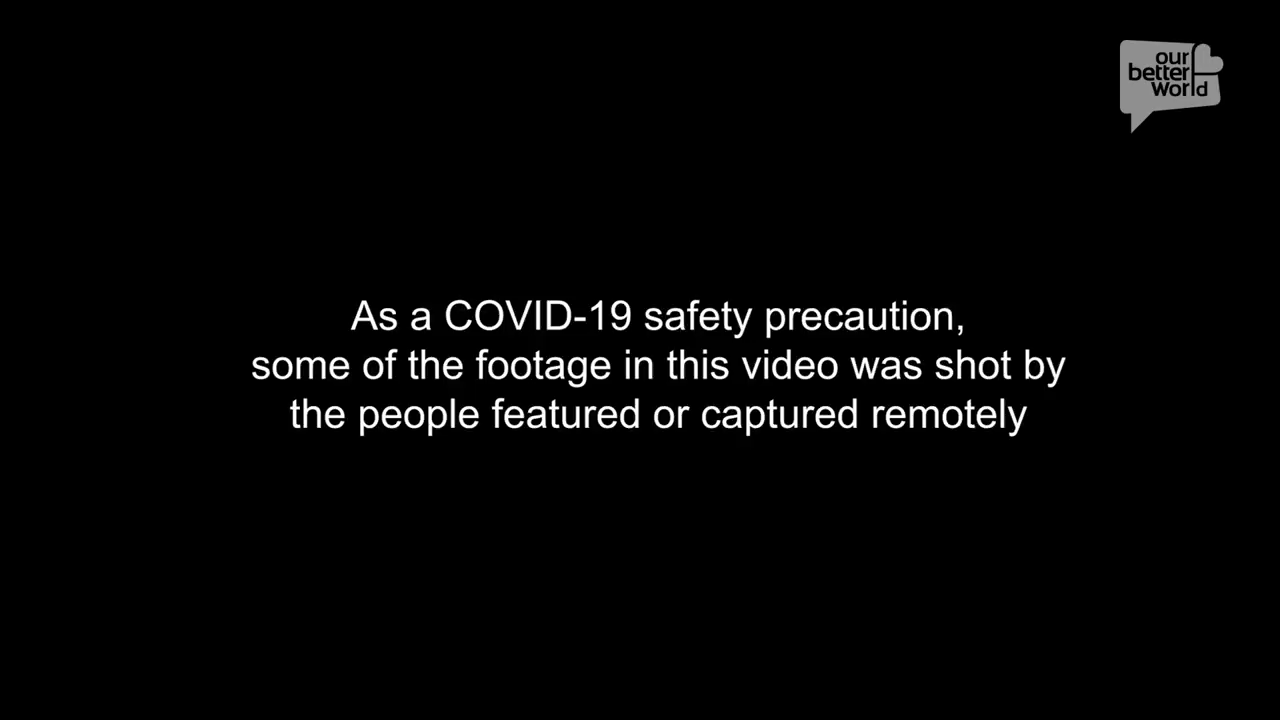 our
better
world
As a COVID-19 safety precaution,
some of the footage in this video was shot by
the people featured or captured remotely